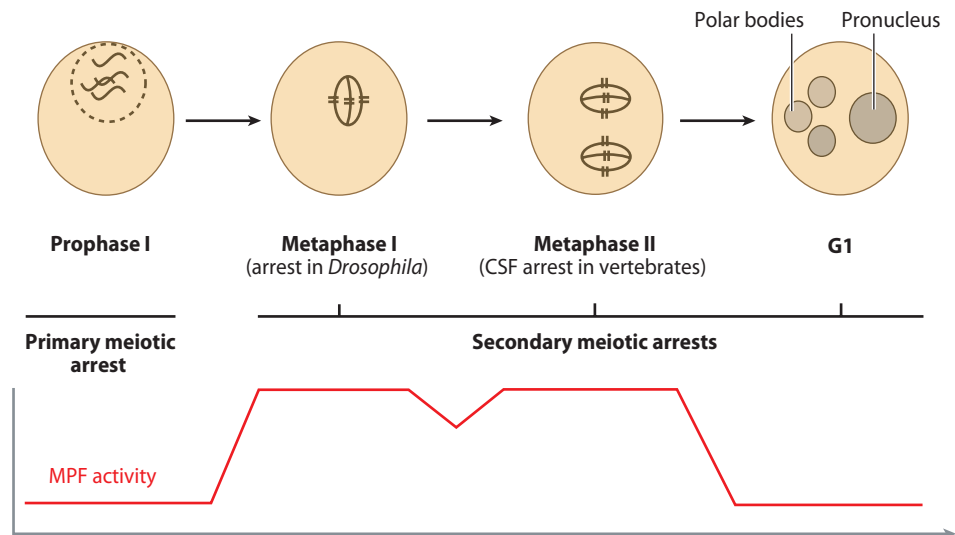 Polar bodies
Pronucleus
Prophase I
Metaphase I
(arrest in Drosophila)
Metaphase II
(CSF arrest in vertebrates)
G1
Primary meiotic
arrest
Secondary meiotic arrests
MPF activity